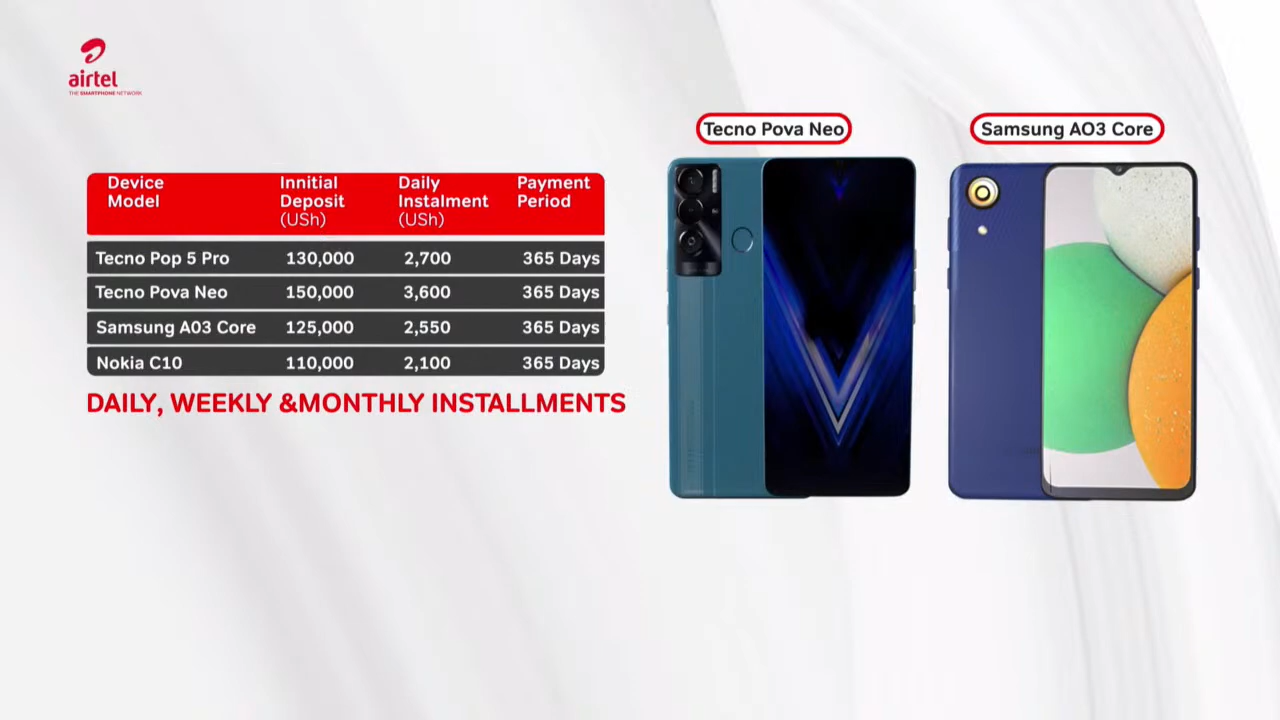 airtel
THE SMARTPHONE NETWORK
Tecno Pova Neo
Samsung AO3 Core
Device Model
Innitial Deposit (USh)
Daily Instalment (USh)
Payment Period
Tecno Pop 5 Pro 130,000 2,700 365 Days
Tecno Pova Neo 150,000 3,600 365 Days
Samsung A03 Core 125,000 2,550 365 Days
Nokia C10 110,000 2,100 365 Days
DAILY, WEEKLY &MONTHLY INSTALLMENTS